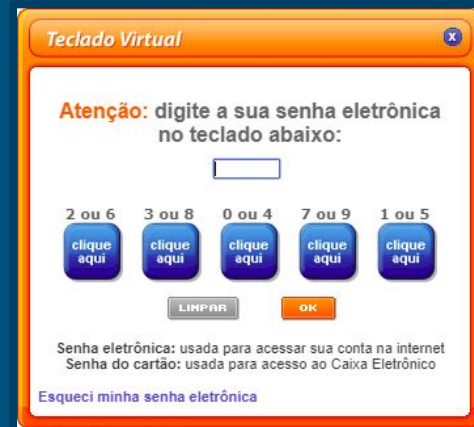 Teclado Virtual
x
Atenção: digite a sua senha eletrônica
no teclado abaixo:
2 ou 6 3 ou 8 0 ou 4 7 ou 9 1 ou 5
clique clique clique clique clique
aqui aqui aqui aqui aqui
LIMPAR OK
Senha eletrônica: usada para acessar sua conta na internet
Senha do cartão: usada para acesso ao Caixa Eletrônico
Esqueci minha senha eletrônica